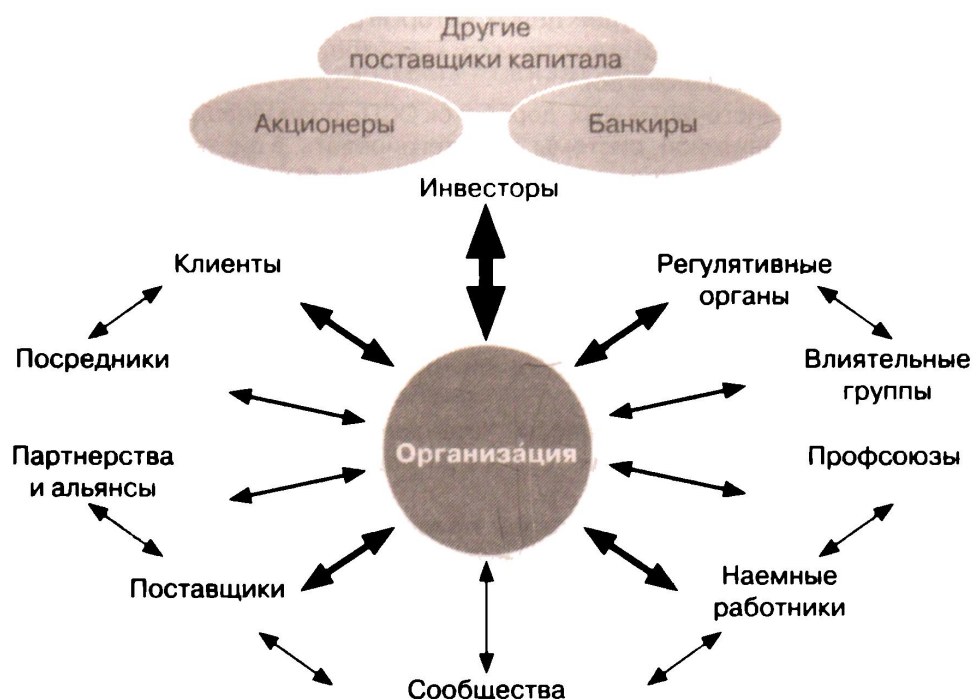 Другие
поставщики капитала
Акционеры
Банкиры
Инвесторы
Клиенты
Регулятивные
органы
Посредники
Влиятельные
группы
Организация
Партнерства
и альянсы
Профсоюзы
Поставщики
Наемные
работники
Сообщества